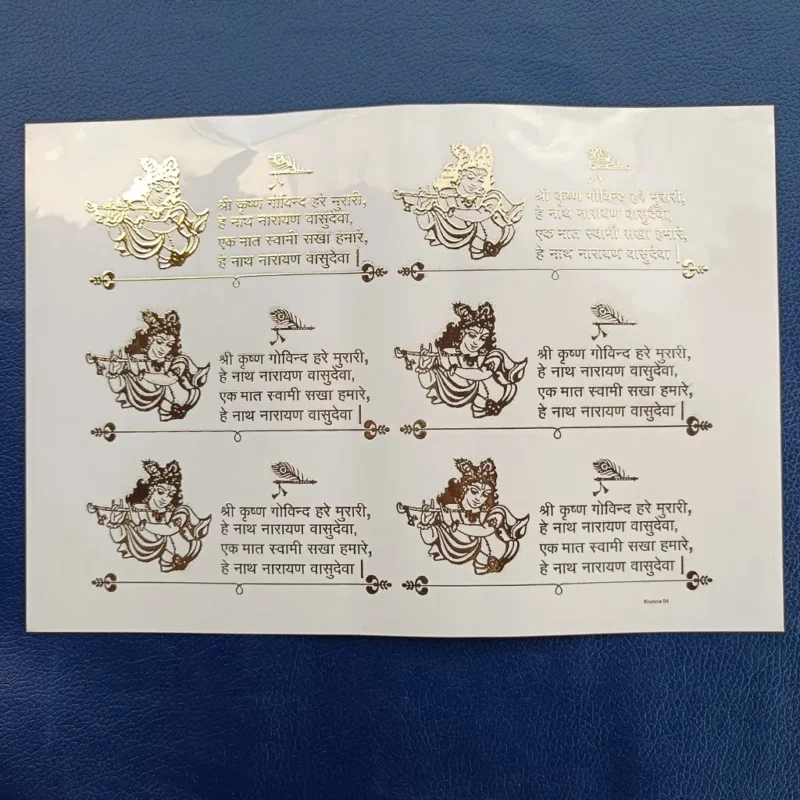 श्री कृष्ण गोविन्द हरे मुरारी,
हे नाथ नारायण वासुदेवा,
एक मात स्वामी सखा हमारे,
हे नाथ नारायण वासुदेवा |
श्री कृष्ण गोविन्द हरे मुरारी,
हे नाथ नारायण वासुदेवा,
एक मात स्वामी सखा हमारे,
हे नाथ नारायण वासुदेवा |
श्री कृष्ण गोविन्द हरे मुरारी,
हे नाथ नारायण वासुदेवा,
एक मात स्वामी सखा हमारे,
हे नाथ नारायण वासुदेवा |
श्री कृष्ण गोविन्द हरे मुरारी,
हे नाथ नारायण वासुदेवा,
एक मात स्वामी सखा हमारे,
हे नाथ नारायण वासुदेवा |
श्री कृष्ण गोविन्द हरे मुरारी,
हे नाथ नारायण वासुदेवा,
एक मात स्वामी सखा हमारे,
हे नाथ नारायण वासुदेवा |
श्री कृष्ण गोविन्द हरे मुरारी,
हे नाथ नारायण वासुदेवा,
एक मात स्वामी सखा हमारे,
हे नाथ नारायण वासुदेवा |
04